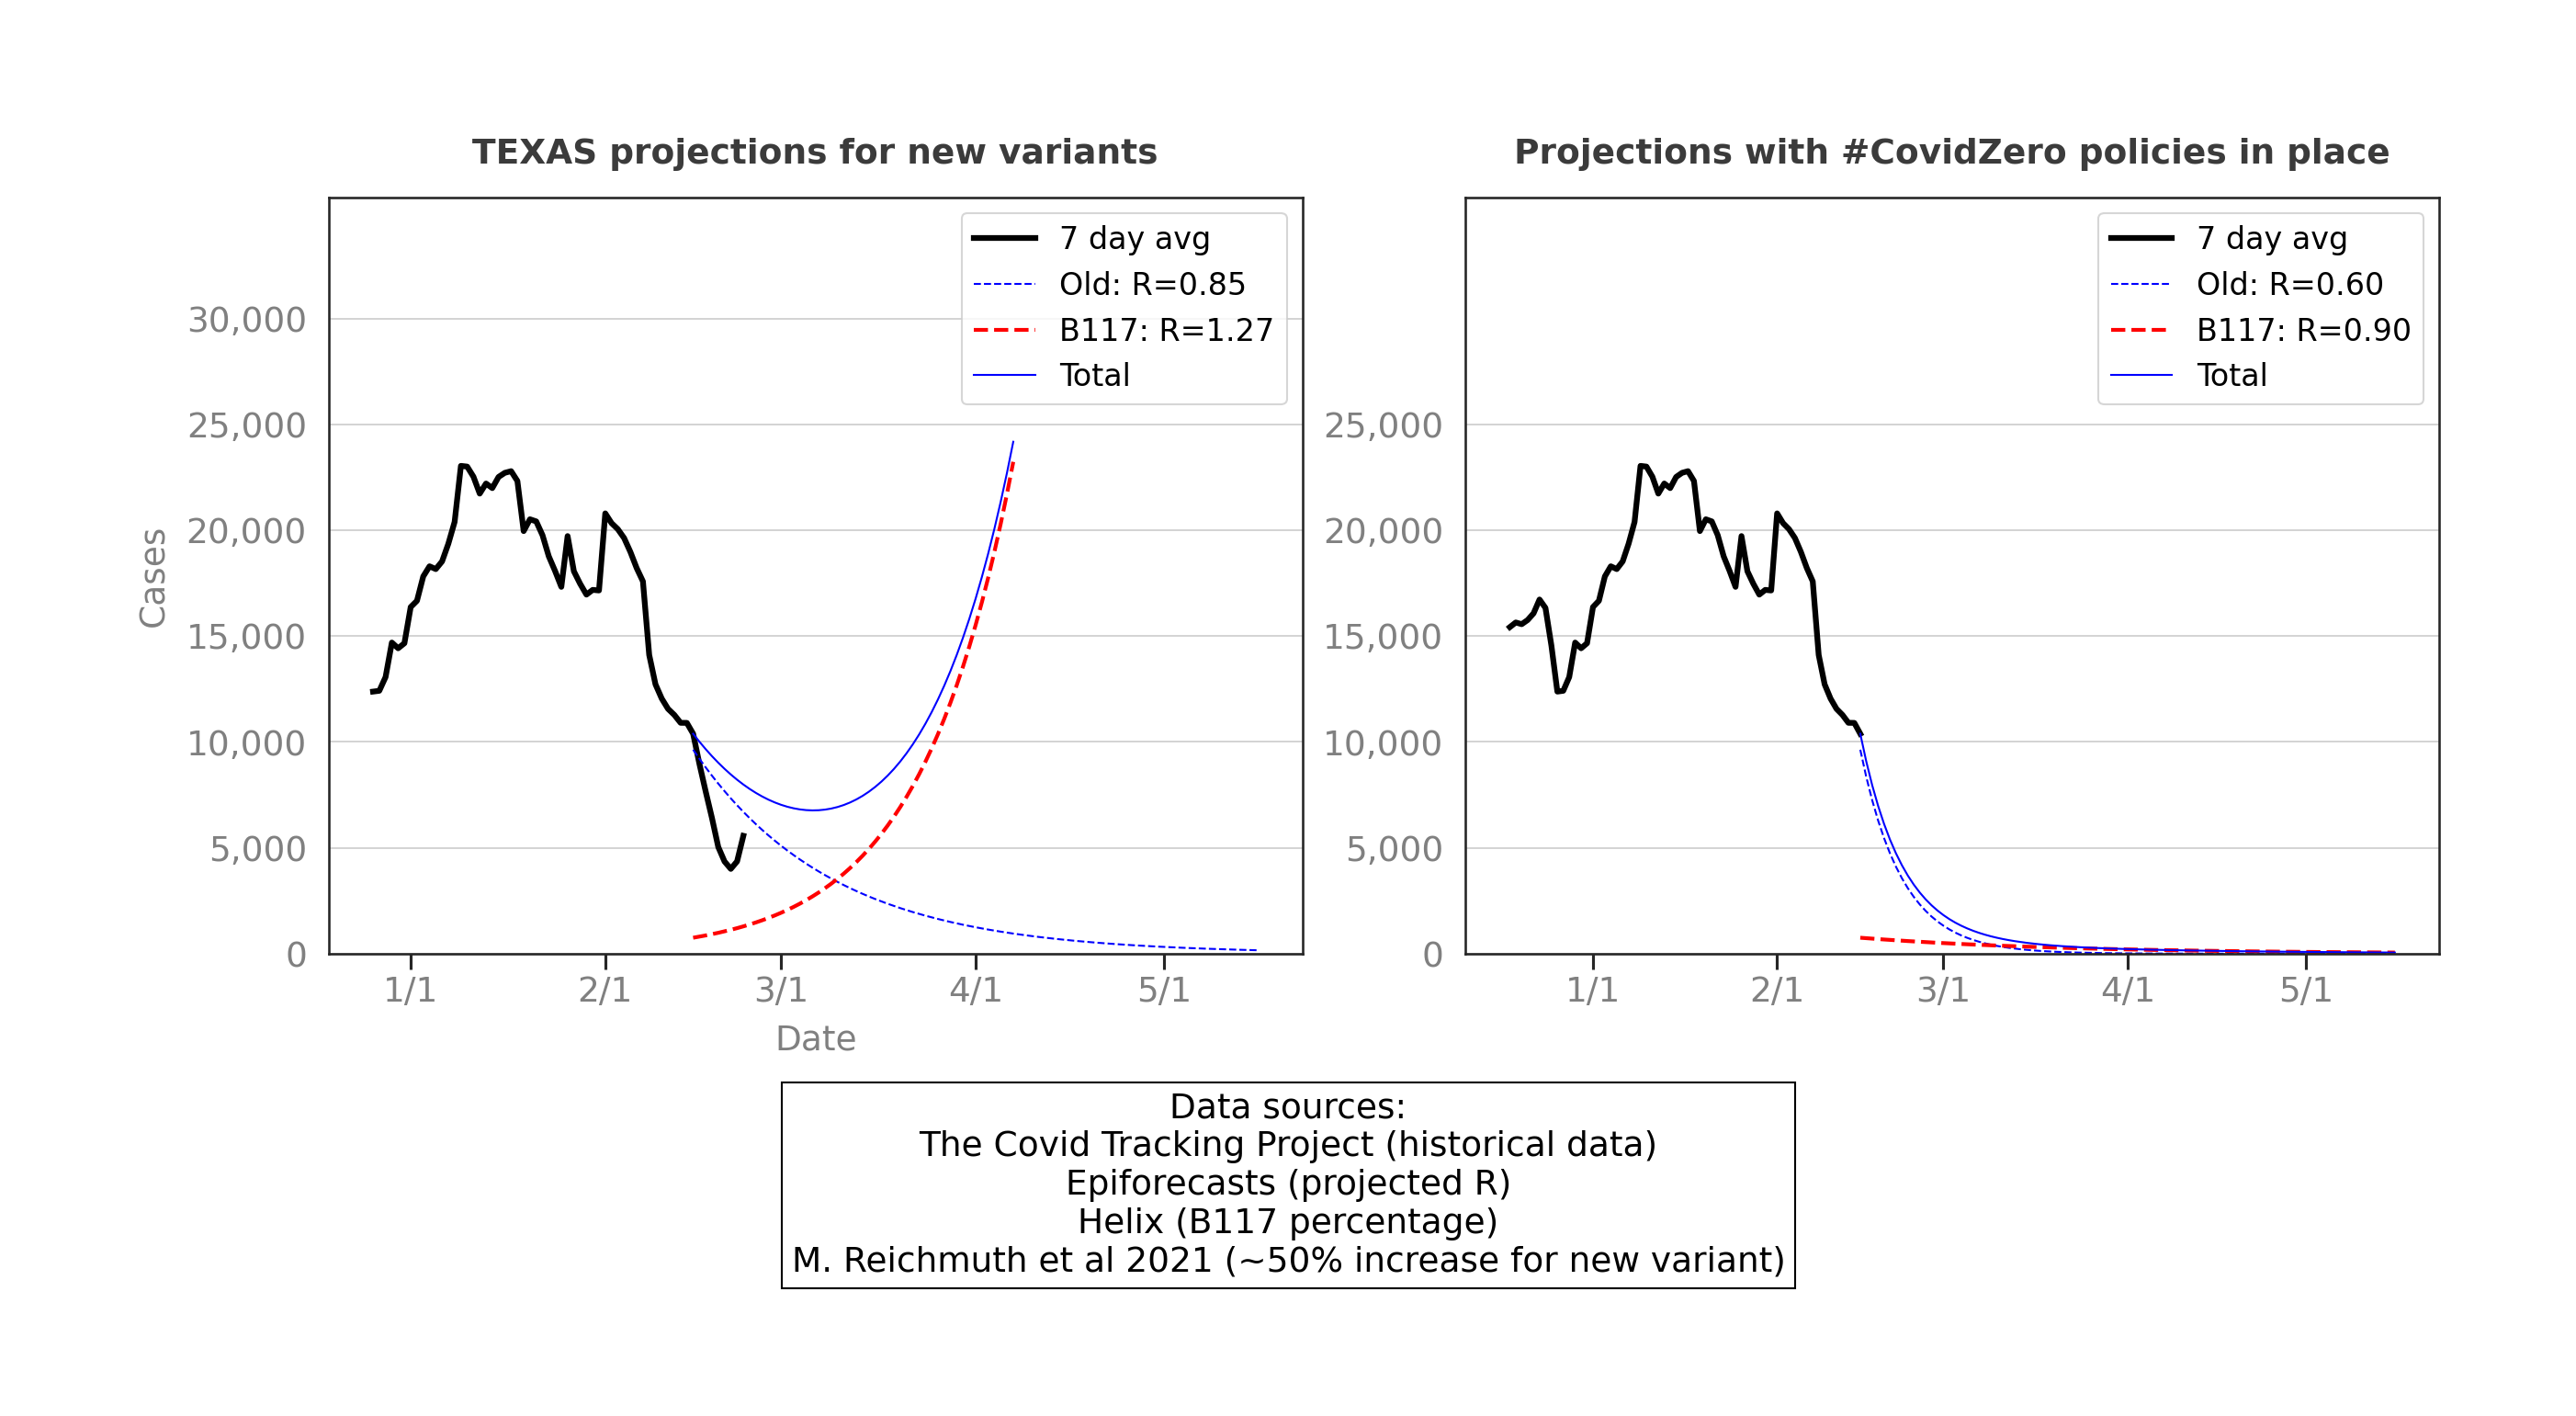 TEXAS projections for new variants
7 day avg
Old: R=0.85
B117: R=1.27
Total
30,000
25,000
20,000
15,000
10,000
5,000
0
Cases
1/1
2/1
3/1
4/1
5/1
Date
Projections with #CovidZero policies in place
7 day avg
Old: R=0.60
B117: R=0.90
Total
25,000
20,000
15,000
10,000
5,000
0
1/1
2/1
3/1
4/1
5/1
Data sources:
The Covid Tracking Project (historical data)
Epiforecasts (projected R)
Helix (B117 percentage)
M. Reichmuth et al 2021 (~50% increase for new variant)